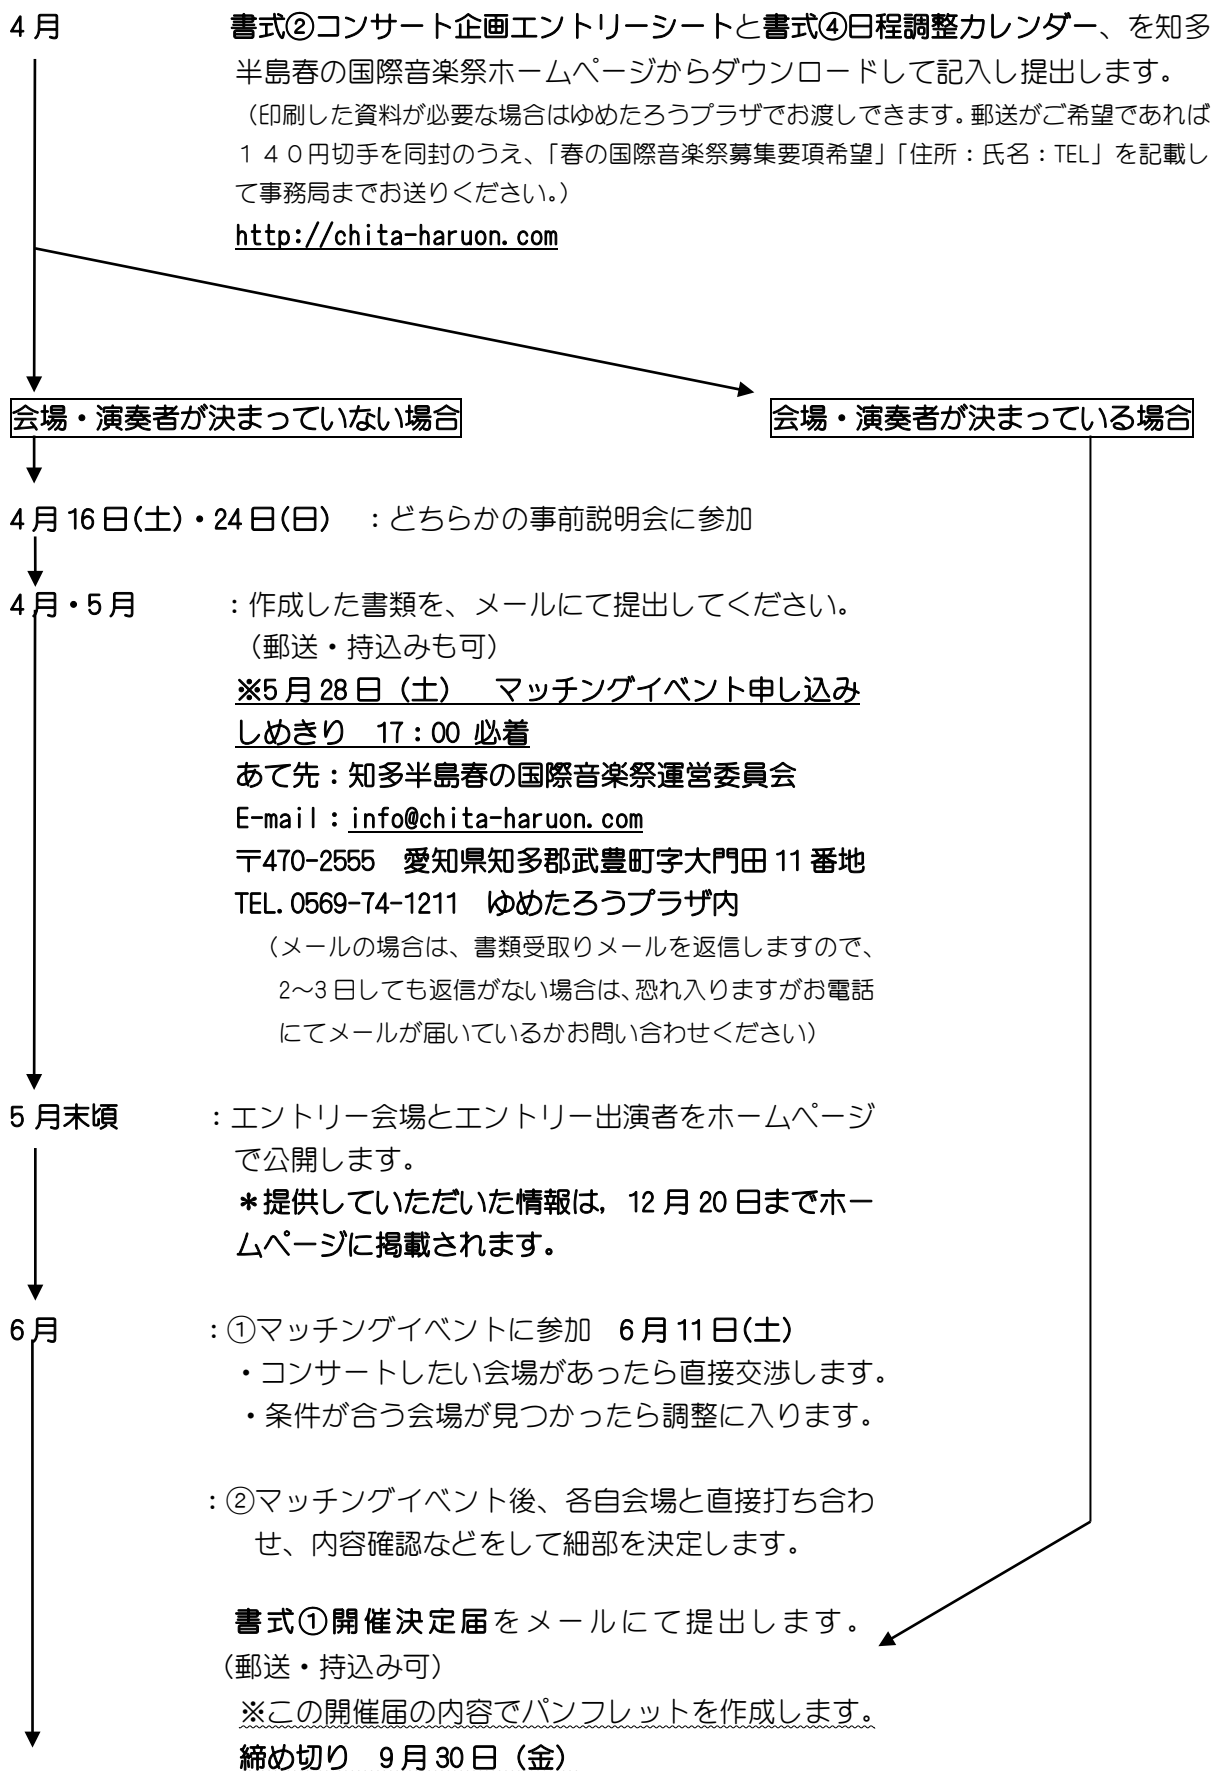 4月 書式②コンサート企画エントリーシートと書式④日程調整カレンダー、を知多
半島春の国際音楽祭ホームページからダウンロードして記入し提出します。
（印刷した資料が必要な場合はゆめたろうプラザでお渡しできます。郵送がご希望であれば
１４０円切手を同封のうえ、「春の国際音楽祭募集要項希望」「住所：氏名：TEL」を記載し
て事務局までお送りください。）
http://chita-haruon.com
会場・演奏者が決まっていない場合 会場・演奏者が決まっている場合
4月16日(土)・24日(日) ：どちらかの事前説明会に参加
4月・5月 ：作成した書類を、メールにて提出してください。
（郵送・持込みも可）
※5月28日（土） マッチングイベント申し込み
しめきり 17：00 必着
あて先：知多半島春の国際音楽祭運営委員会
E-mail：info@chita-haruon.com
〒470-2555 愛知県知多郡武豊町字大門田11番地
TEL.0569-74-1211 ゆめたろうプラザ内
（メールの場合は、書類受取りメールを返信しますので、
2～3日しても返信がない場合は、恐れ入りますがお電話
にてメールが届いているかお問い合わせください）
5月末頃 ：エントリー会場とエントリー出演者をホームページ
で公開します。
＊提供していただいた情報は，12月20日までホー
ムページに掲載されます。
6月 ：①マッチングイベントに参加 6月11日(土)
・コンサートしたい会場があったら直接交渉します。
・条件が合う会場が見つかったら調整に入ります。
：②マッチングイベント後、各自会場と直接打ち合わ
せ、内容確認などをして細部を決定します。
書式①開催決定届をメールにて提出します。
（郵送・持込み可）
※この開催届の内容でパンフレットを作成します。
締め切り 9月30日（金）